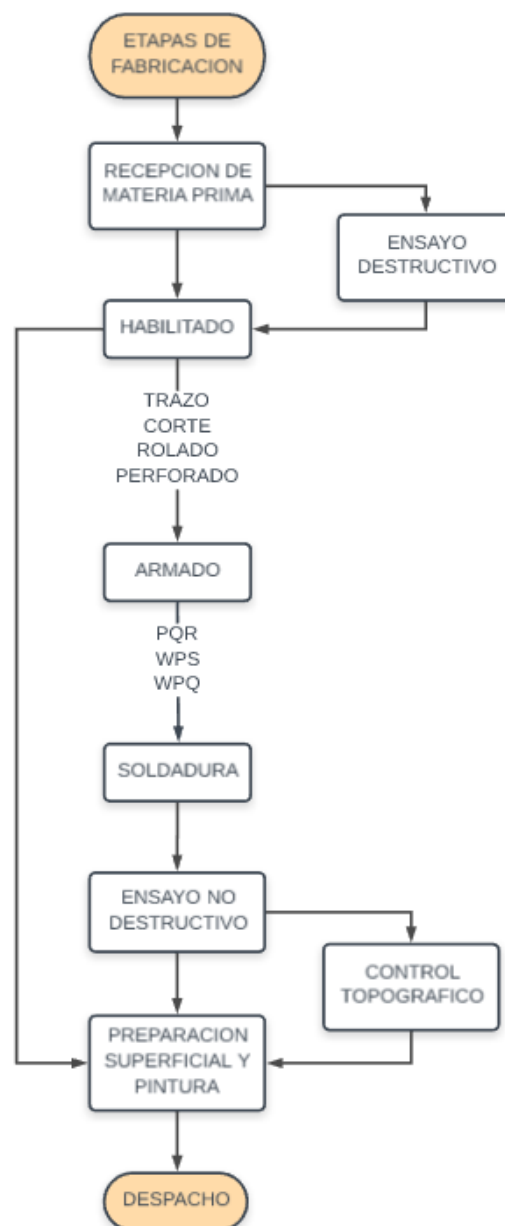 ETAPAS DE
FABRICACION
RECEPCION DE
MATERIA PRIMA
ENSAYO
DESTRUCTIVO
HABILITADO
TRAZO
CORTE
ROLADO
PERFORADO
ARMADO
PQR
WPS
WPQ
SOLDADURA
ENSAYO NO
DESTRUCTIVO
CONTROL
TOPOGRAFICO
PREPARACION
SUPERFICIAL Y
PINTURA
DESPACHO